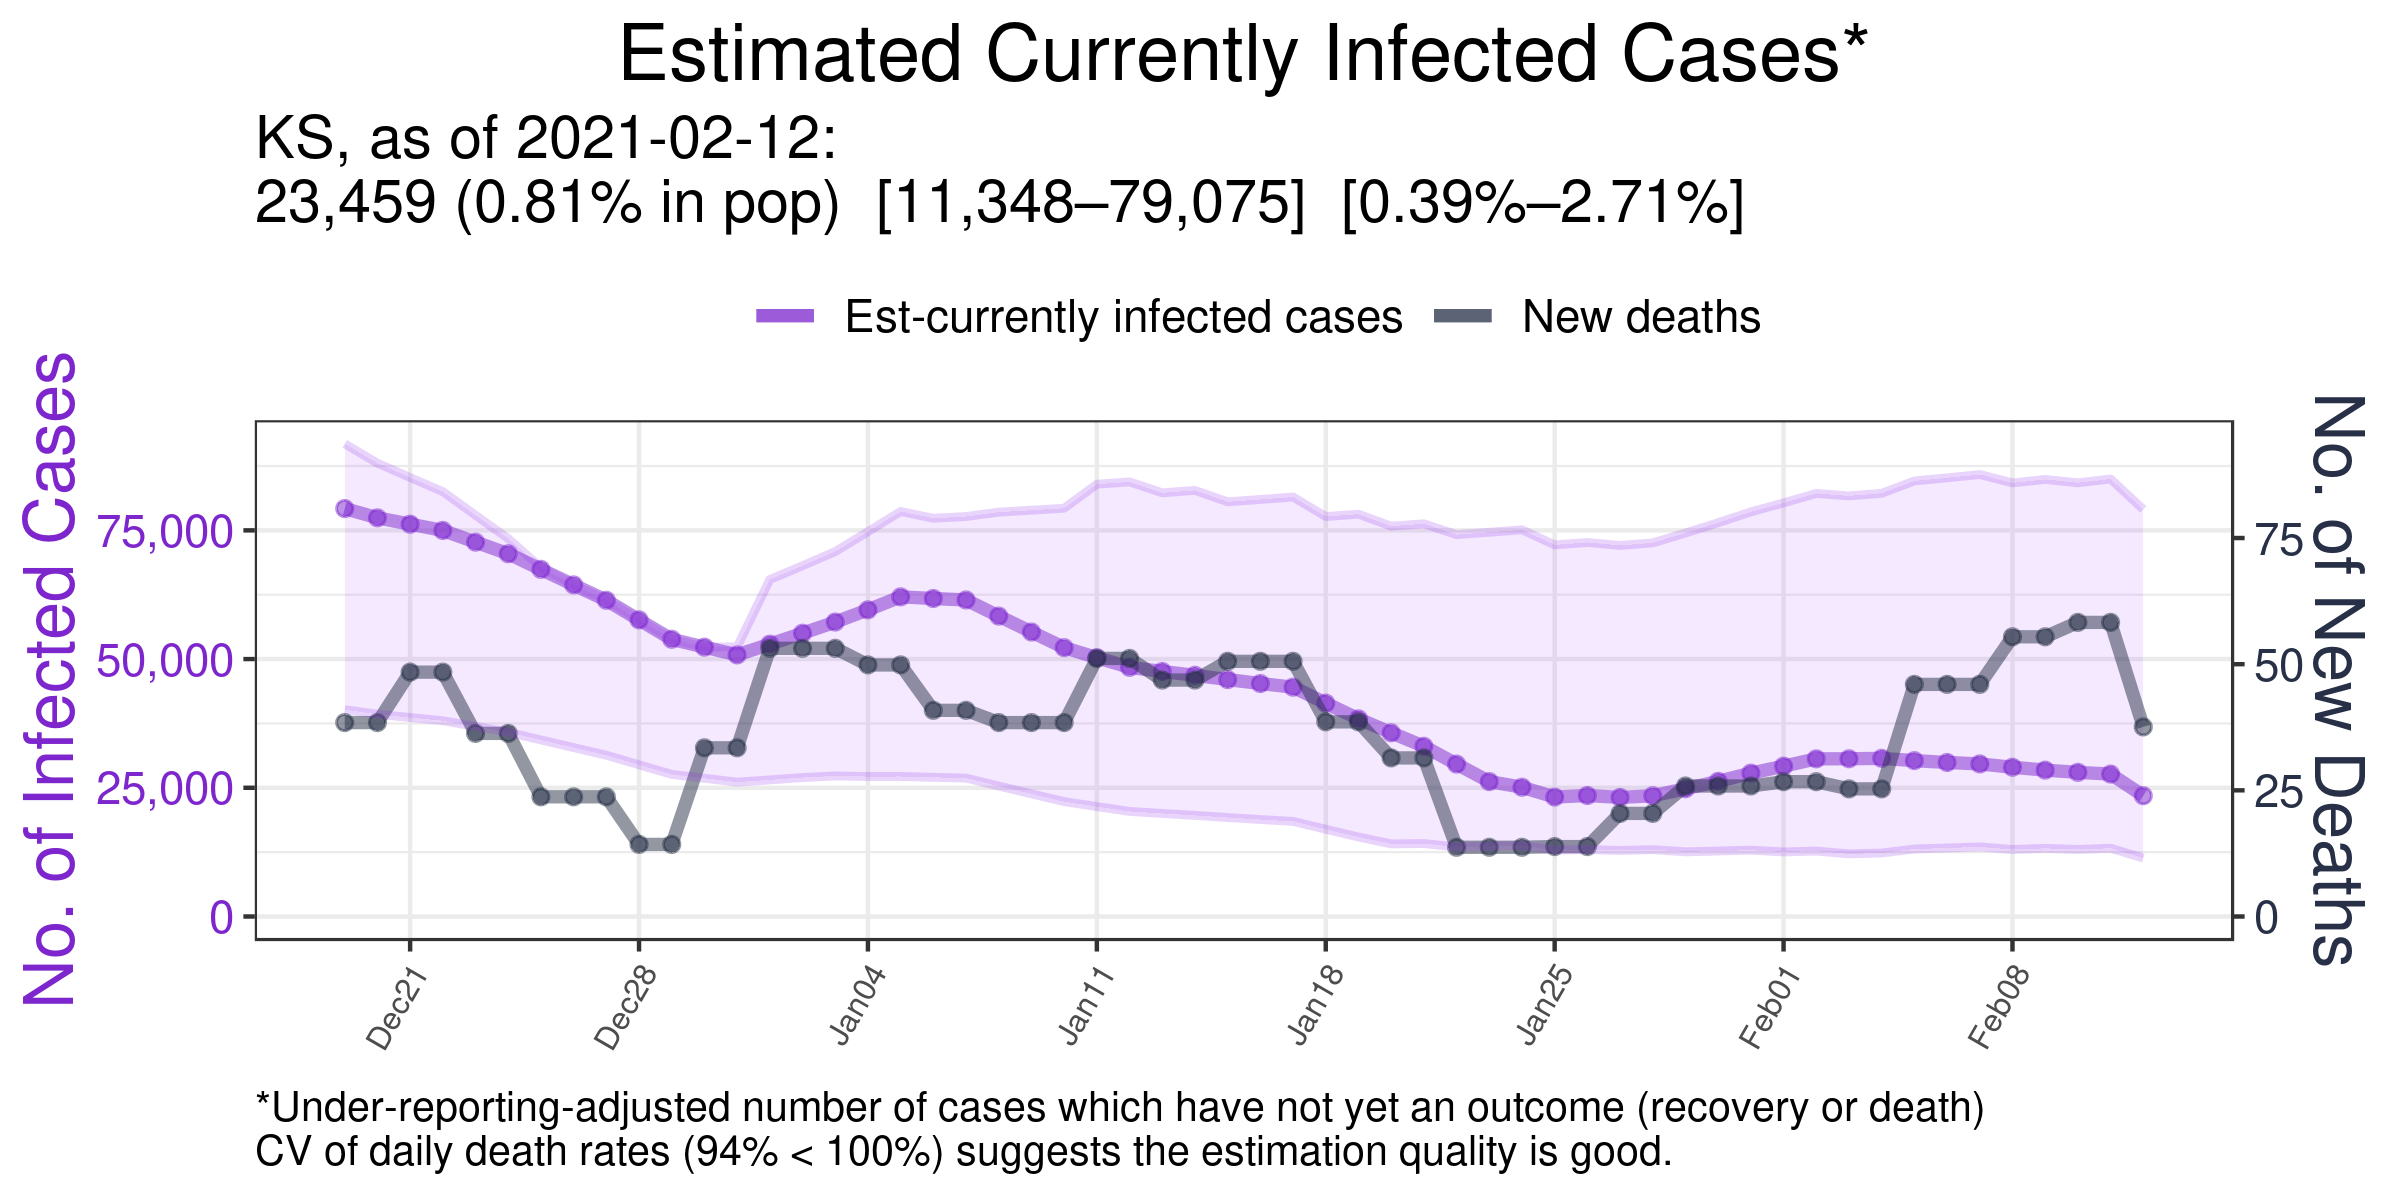 Estimated Currently Infected Cases*
KS, as of 2021-02-12:
23,459 (0.81% in pop)  [11,348–79,075]  [0.39%–2.71%]
Est-currently infected cases
New deaths
No. of Infected Cases
75,000
50,000
25,000
0
75
50
25
0
No. of New Deaths
Dec21
Dec28
Jan04
Jan11
Jan18
Jan25
Feb01
Feb08
*Under-reporting-adjusted number of cases which have not yet an outcome (recovery or death)
CV of daily death rates (94% < 100%) suggests the estimation quality is good.